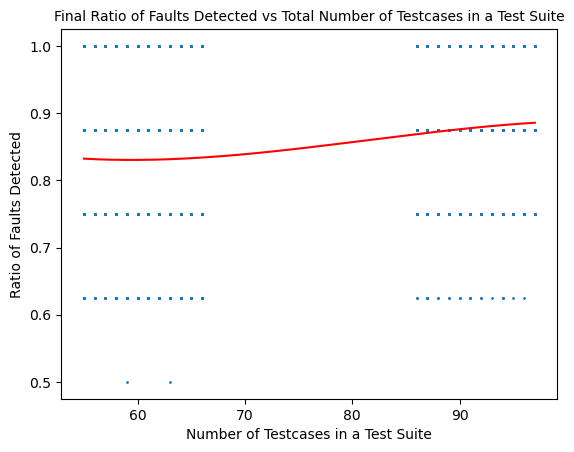 Final Ratio of Faults Detected vs Total Number of Testcases in a Test Suite
1.0
0.9
0.8
0.7
0.6
0.5
Ratio of Faults Detected
60 70 80 90
Number of Testcases in a Test Suite